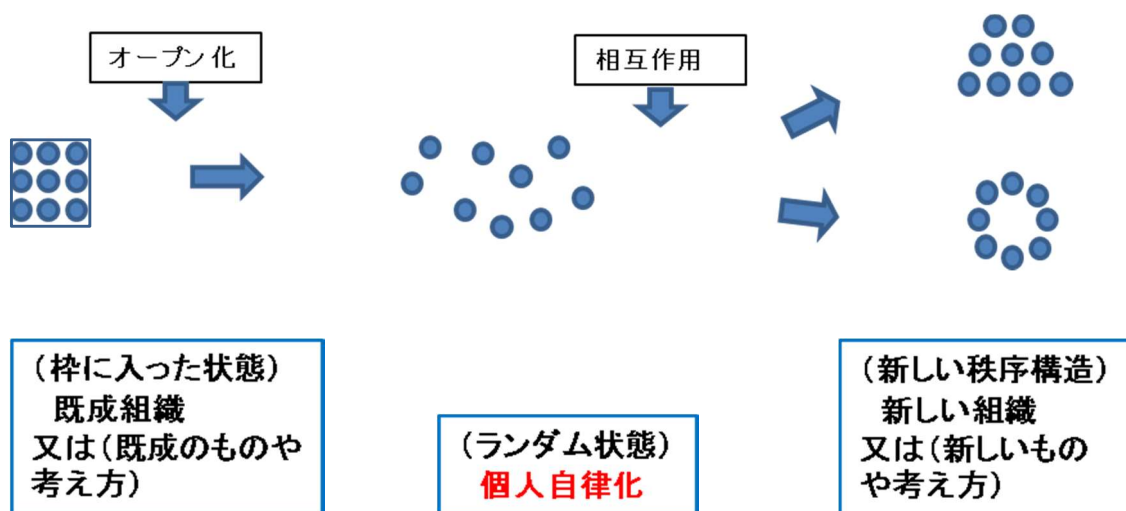 オープン化
相互作用
(枠に入った状態)
既成組織
又は(既成のものや
考え方)
(ランダム状態)
個人自律化
(新しい秩序構造)
新しい組織
又は(新しいもの
や考え方)